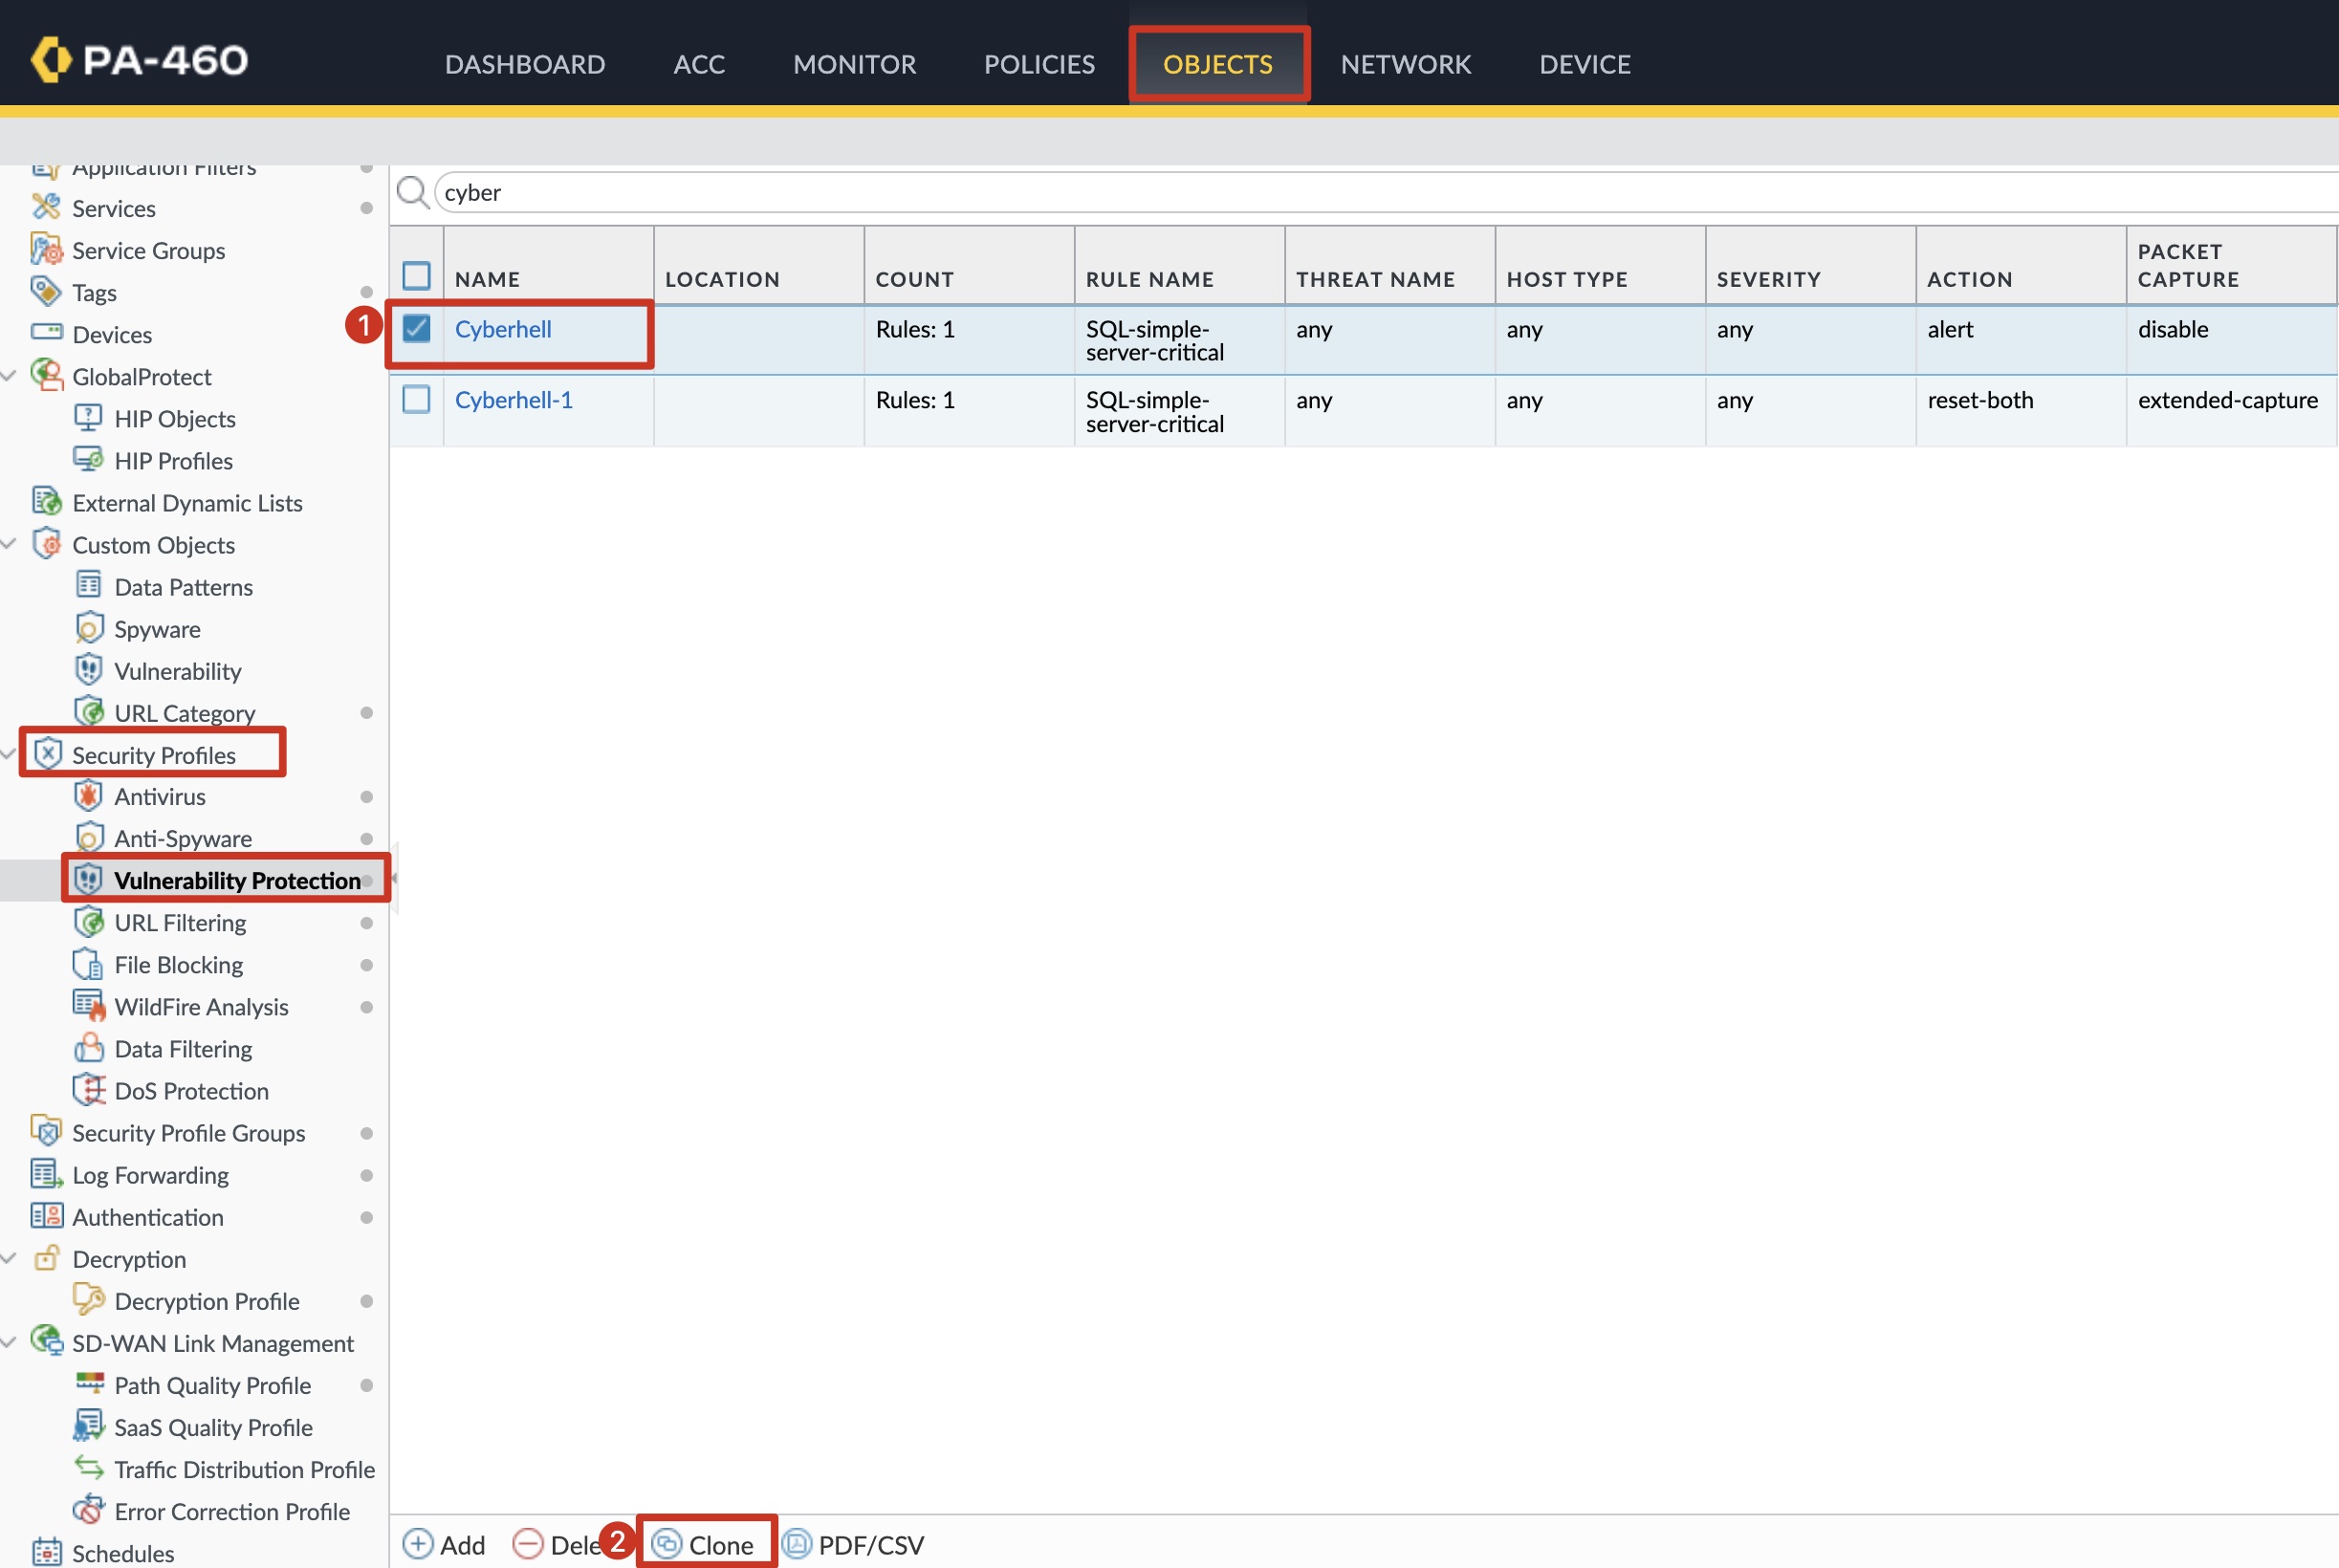 PA-460
DASHBOARD
ACC
MONITOR
POLICIES
OBJECTS
NETWORK
DEVICE
Application Filters
Services
Service Groups
Tags
Devices
GlobalProtect
HIP Objects
HIP Profiles
External Dynamic Lists
Custom Objects
Data Patterns
Spyware
Vulnerability
URL Category
Security Profiles
Antivirus
Anti-Spyware
Vulnerability Protection
URL Filtering
File Blocking
WildFire Analysis
Data Filtering
DoS Protection
Security Profile Groups
Log Forwarding
Authentication
Decryption
Decryption Profile
SD-WAN Link Management
Path Quality Profile
SaaS Quality Profile
Traffic Distribution Profile
Error Correction Profile
Schedules
cyber
NAME
LOCATION
COUNT
RULE NAME
THREAT NAME
HOST TYPE
SEVERITY
ACTION
PACKET
CAPTURE
1
Cyberhell
Rules: 1
SQL-simple-
server-critical
any
any
any
alert
disable
Cyberhell-1
Rules: 1
SQL-simple-
server-critical
any
any
any
reset-both
extended-capture
Add
Dele
2
Clone
PDF/CSV